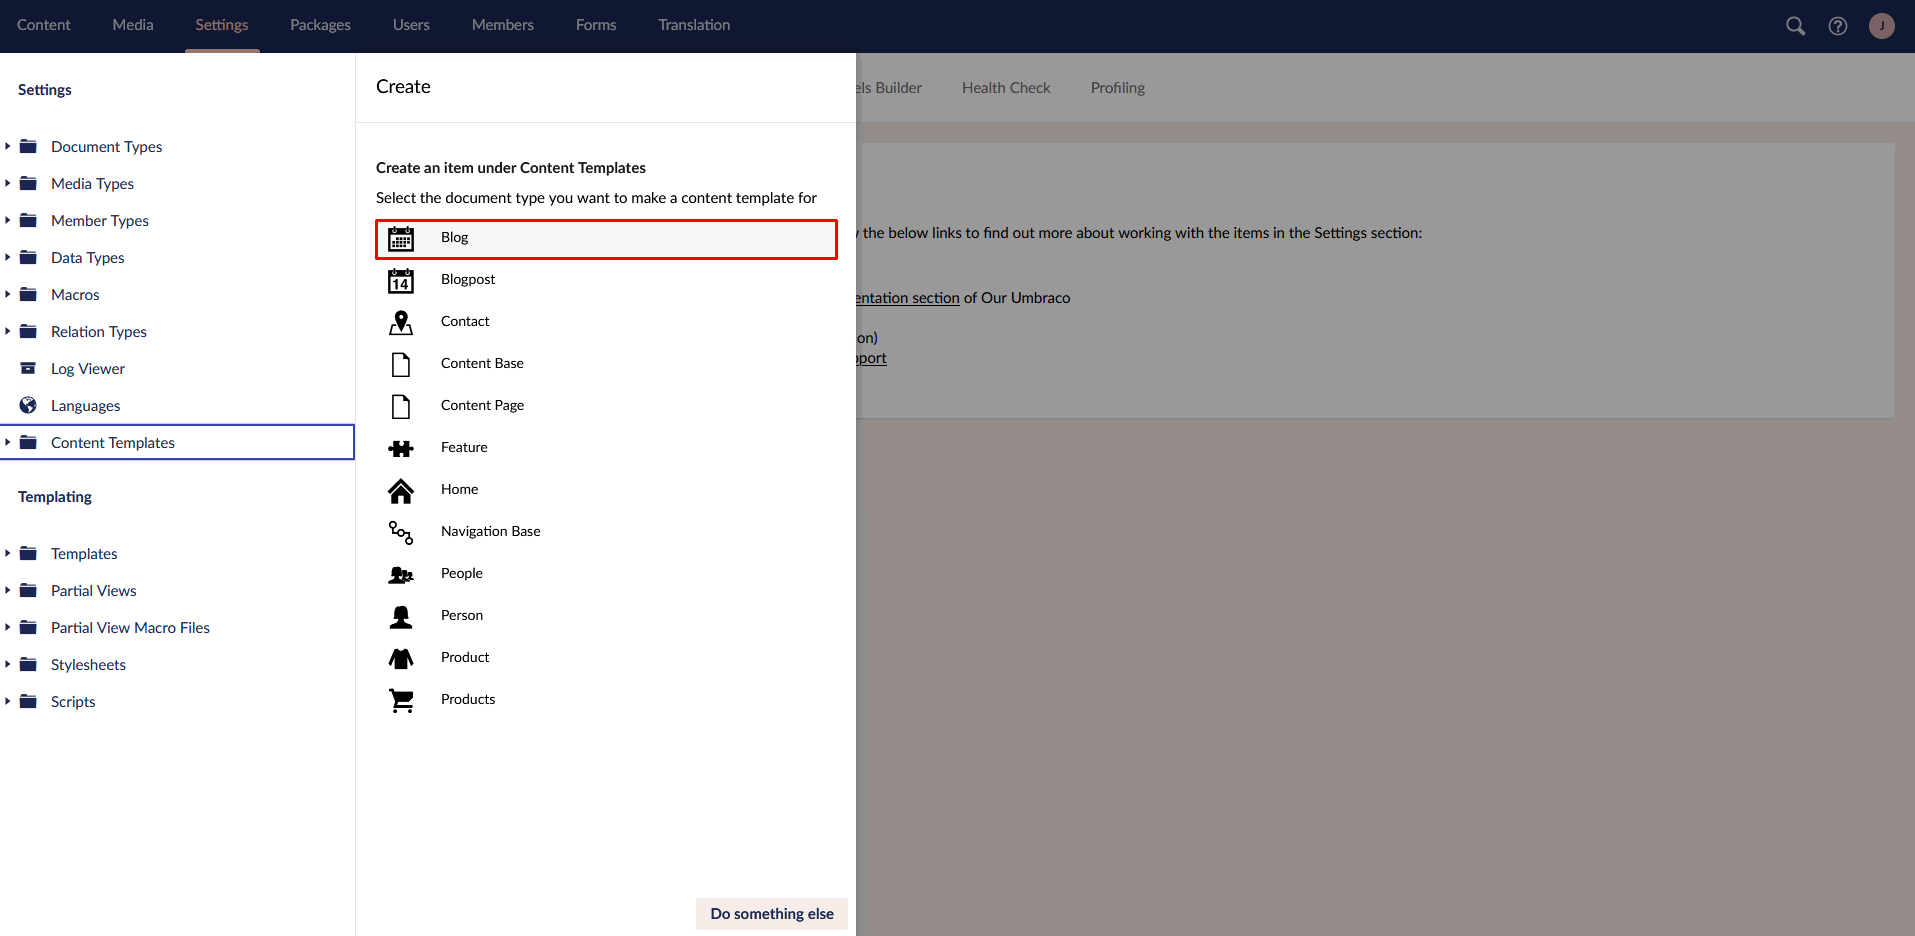 Content Media Settings Packages Users Members Forms Translation J
Settings
Document Types
Media Types
Member Types
Data Types
Macros
Relation Types
Log Viewer
Languages
Content Templates
Templating
Templates
Partial Views
Partial View Macro Files
Stylesheets
Scripts
Create
Create an item under Content Templates
Select the document type you want to make a content template for
Blog
14 Blogpost
Contact
Content Base
Content Page
Feature
Home
Navigation Base
People
Person
Product
Products
Do something else
els Builder Health Check Profiling
the below links to find out more about working with the items in the Settings section:
entation section of Our Umbraco
on)
pport